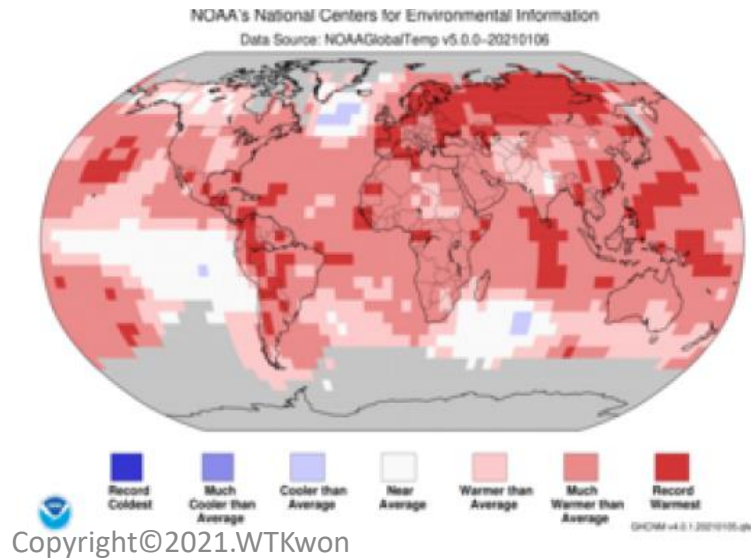 NOAA's National Centers for Environmental Information
Data Source: NOAAGlobalTemp v5.0.0–20210106
Record Coldest
Much Cooler than Average
Cooler than Average
Near Average
Warmer than Average
Much Warmer than Average
Record Warmest
Copyright©2021.WTKwon